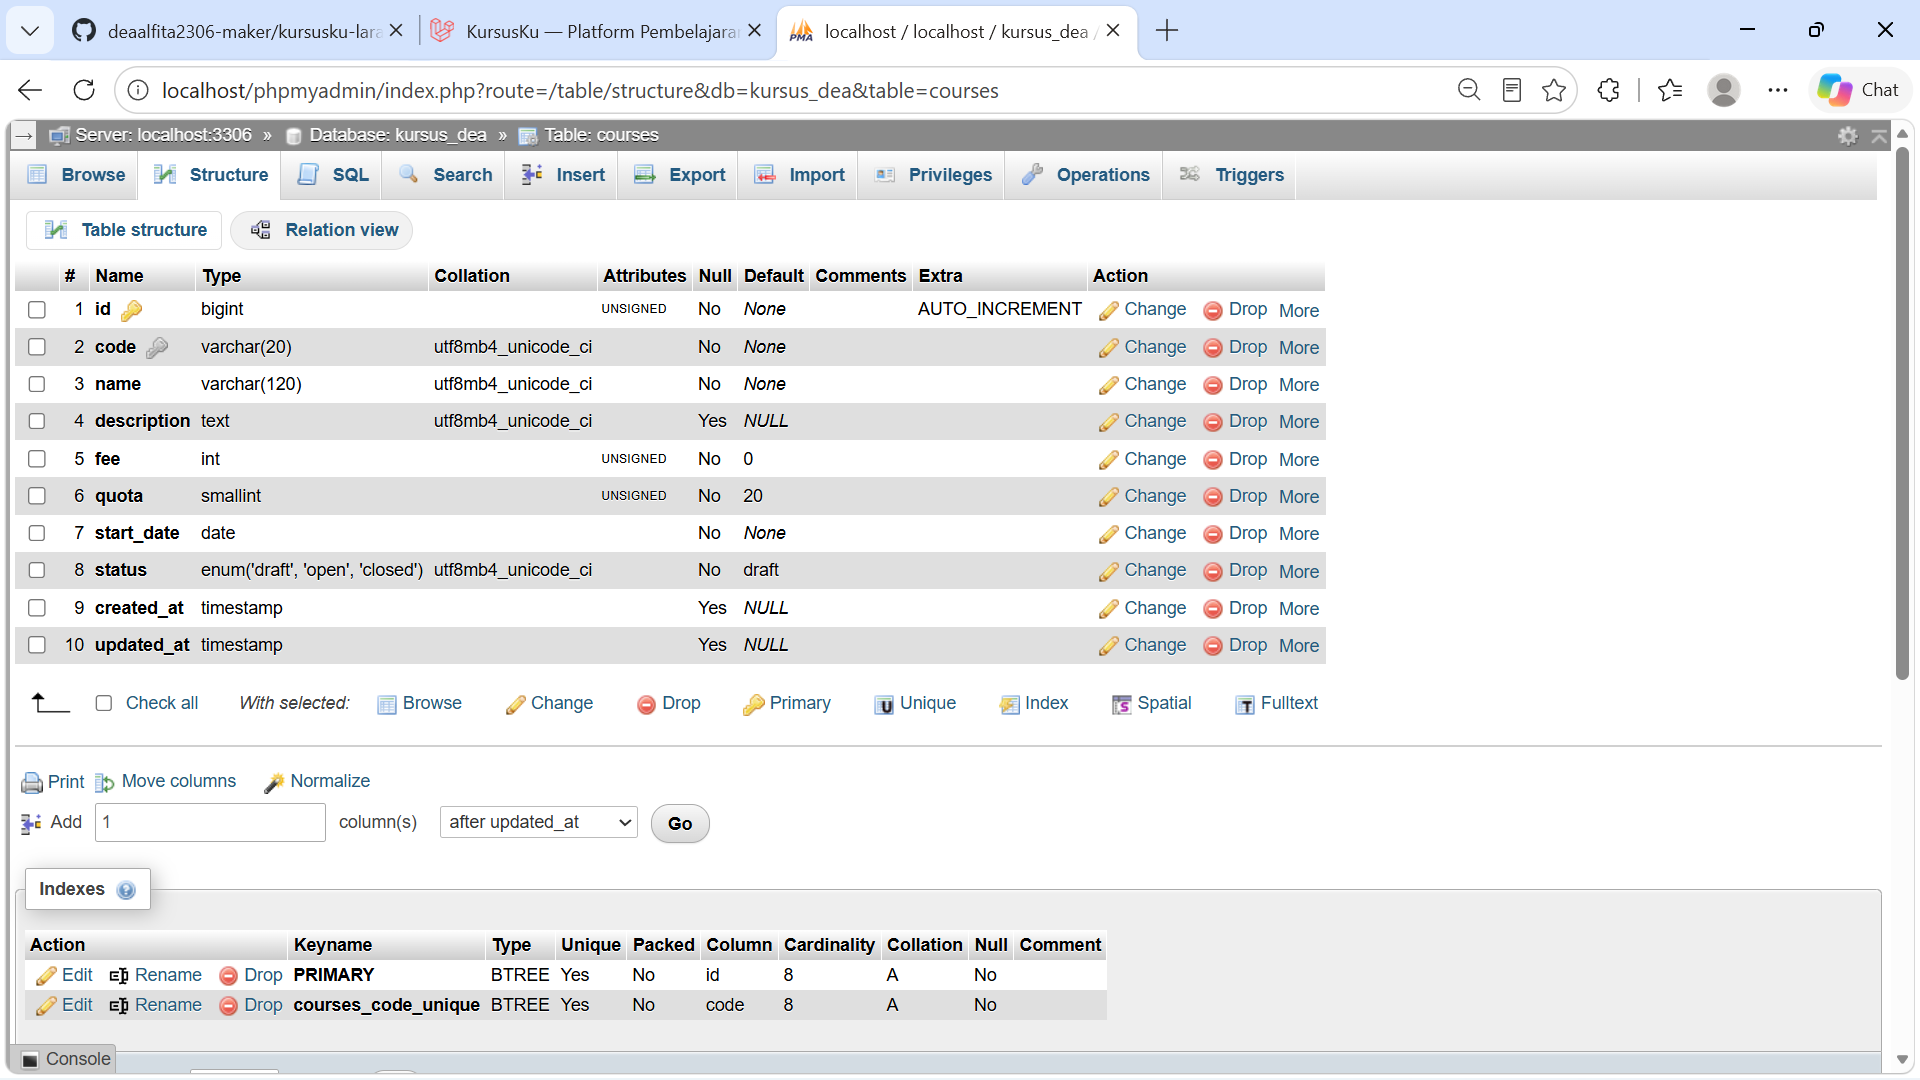 deaalfita2306-maker/kursusku-lara
KursusKu — Platform Pembelajaran
PMA localhost / localhost / kursus_dea /
localhost/phpmyadmin/index.php?route=/table/structure&db=kursus_dea&table=courses
Chat
Server: localhost:3306 » Database: kursus_dea » Table: courses
Browse Structure SQL Search Insert Export Import Privileges Operations Triggers
Table structure Relation view
# Name Type Collation Attributes Null Default Comments Extra Action
1 id bigint UNSIGNED No None AUTO_INCREMENT Change Drop More
2 code varchar(20) utf8mb4_unicode_ci No None Change Drop More
3 name varchar(120) utf8mb4_unicode_ci No None Change Drop More
4 description text utf8mb4_unicode_ci Yes NULL Change Drop More
5 fee int UNSIGNED No 0 Change Drop More
6 quota smallint UNSIGNED No 20 Change Drop More
7 start_date date No None Change Drop More
8 status enum('draft', 'open', 'closed') utf8mb4_unicode_ci No draft Change Drop More
9 created_at timestamp Yes NULL Change Drop More
10 updated_at timestamp Yes NULL Change Drop More
Check all With selected: Browse Change Drop Primary Unique Index Spatial Fulltext
Print Move columns Normalize
Add 1 column(s) after updated_at Go
Indexes
Action Keyname Type Unique Packed Column Cardinality Collation Null Comment
Edit Rename Drop PRIMARY BTREE Yes No id 8 A No
Edit Rename Drop courses_code_unique BTREE Yes No code 8 A No
Console